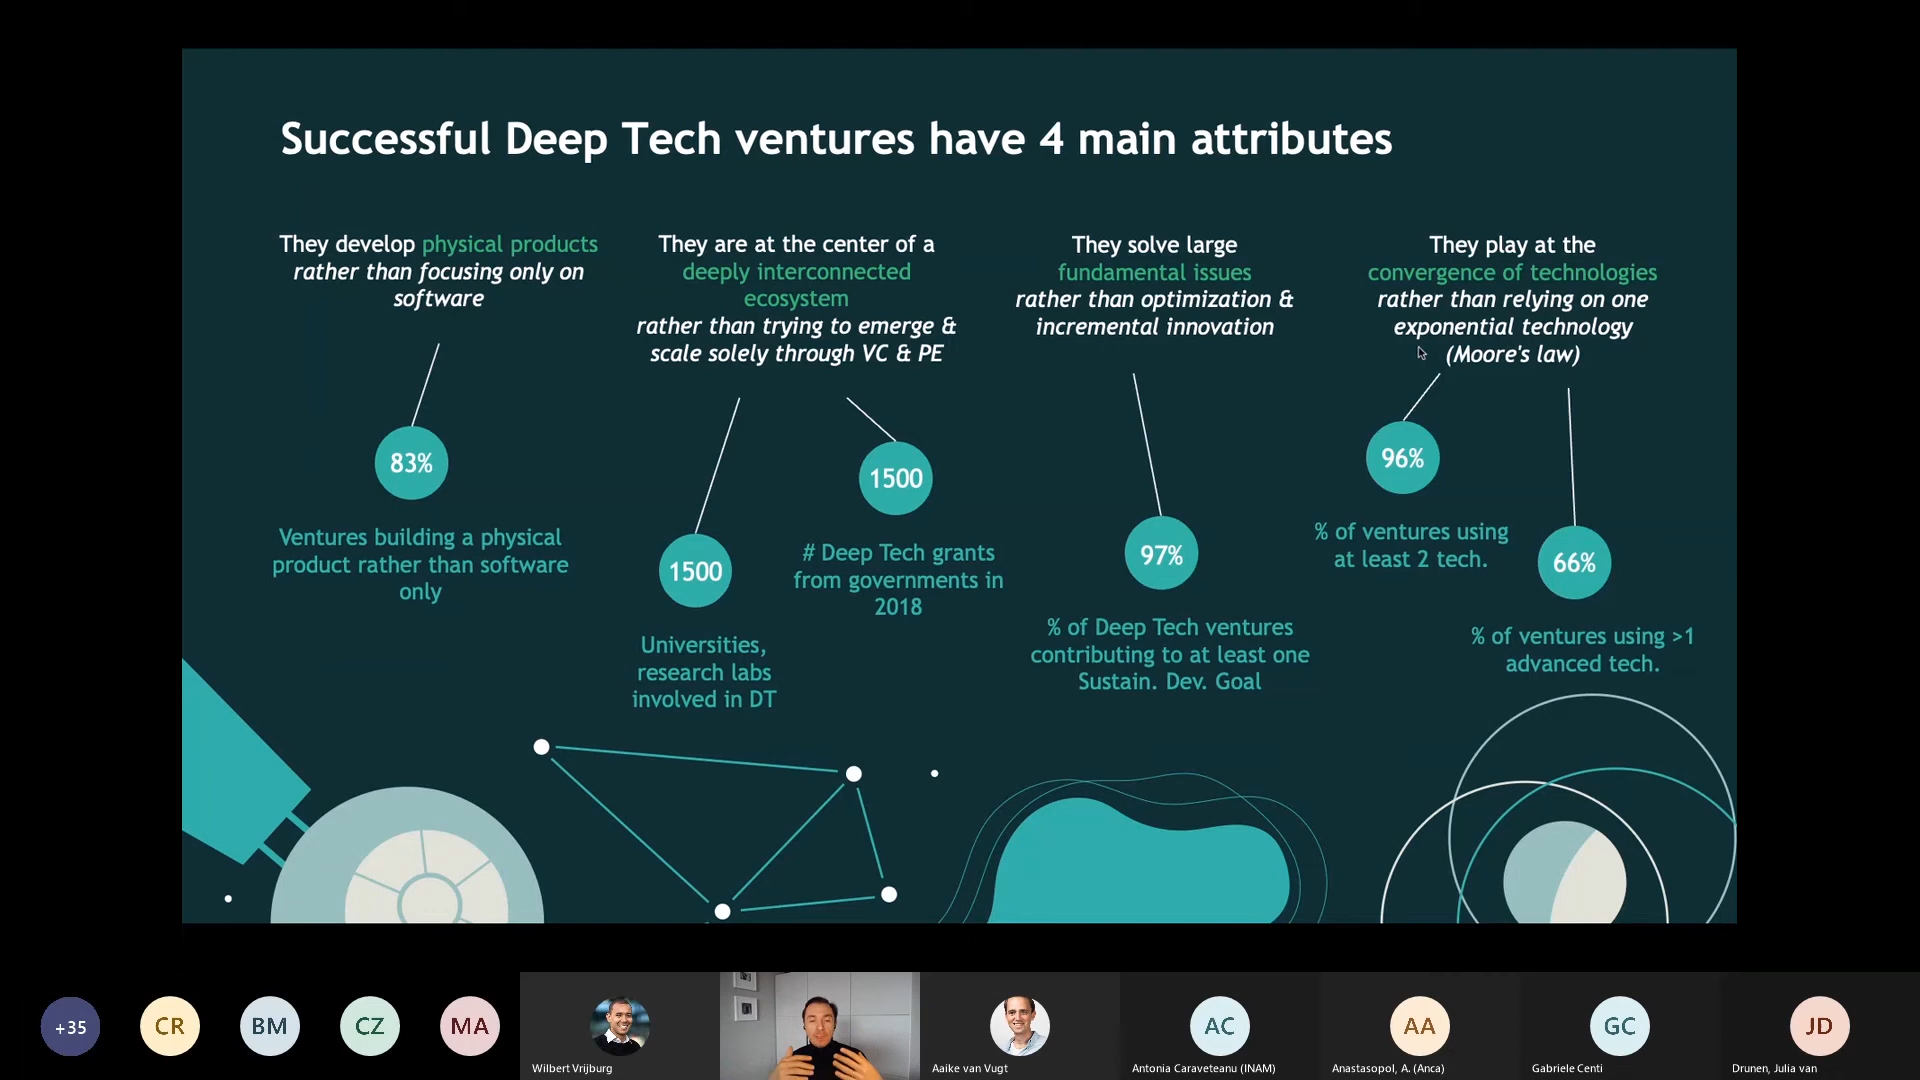 Successful Deep Tech ventures have 4 main attributes
They develop physical products
rather than focusing only on
software
83%
Ventures building a physical
product rather than software
only
They are at the center of a
deeply interconnected
ecosystem
rather than trying to emerge &
scale solely through VC & PE
1500
Universities,
research labs
involved in DT
1500
# Deep Tech grants
from governments in
2018
They solve large
fundamental issues
rather than optimization &
incremental innovation
97%
% of Deep Tech ventures
contributing to at least one
Sustain. Dev. Goal
They play at the
convergence of technologies
rather than relying on one
exponential technology
(Moore's law)
96%
% of ventures using
at least 2 tech.
66%
% of ventures using >1
advanced tech.
+35
CR
BM
CZ
MA
Wilbert Vrijburg
Aaike van Vugt
AC
Antonia Caraveteanu (INAM)
AA
Anastasopol, A. (Anca)
GC
Gabriele Centi
JD
Drunen, Julia van